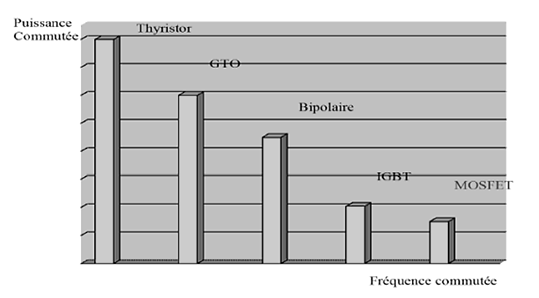 Puissance
Commutée
Thyristor
GTO
Bipolaire
IGBT
MOSFET
Fréquence commutée